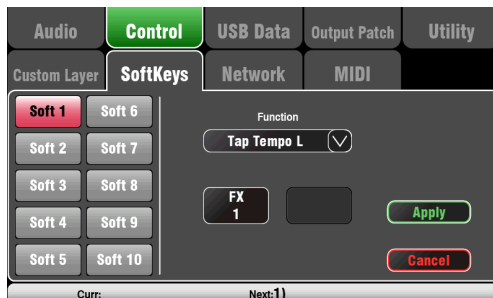 Audio Control USB Data Output Patch Utility
Custom Layer SoftKeys Network MIDI
Soft 1 Soft 6
Function
Soft 2 Soft 7 Tap Tempo L
Soft 3 Soft 8
FX
1
Soft 4 Soft 9 Apply
Soft 5 Soft 10 Cancel
Curr: Next:1)